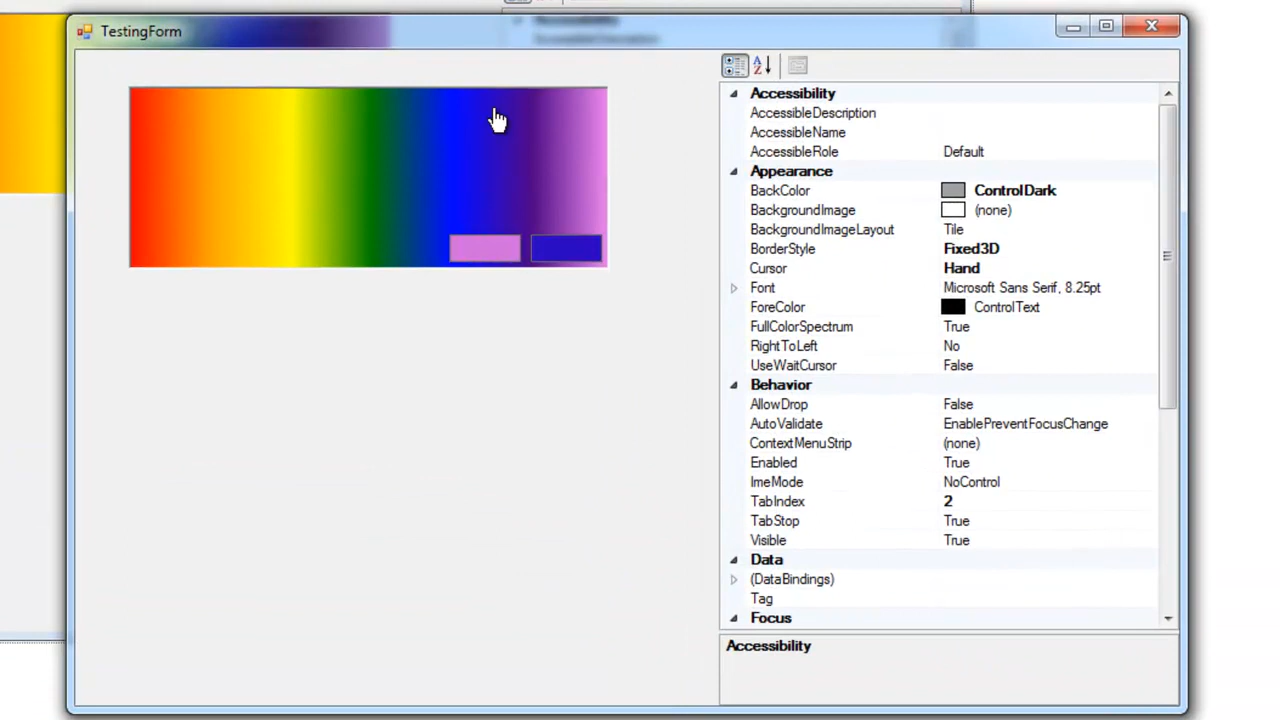 TestingForm
Accessibility
AccessibleDescription
AccessibleName
AccessibleRole Default
Appearance
BackColor ControlDark
BackgroundImage (none)
BackgroundImageLayout Tile
BorderStyle Fixed3D
Cursor Hand
Font Microsoft Sans Serif, 8.25pt
ForeColor ControlText
FullColorSpectrum True
RightToLeft No
UseWaitCursor False
Behavior
AllowDrop False
AutoValidate EnablePreventFocusChange
ContextMenuStrip (none)
Enabled True
ImeMode NoControl
TabIndex 2
TabStop True
Visible True
Data
(DataBindings)
Tag
Focus
Accessibility